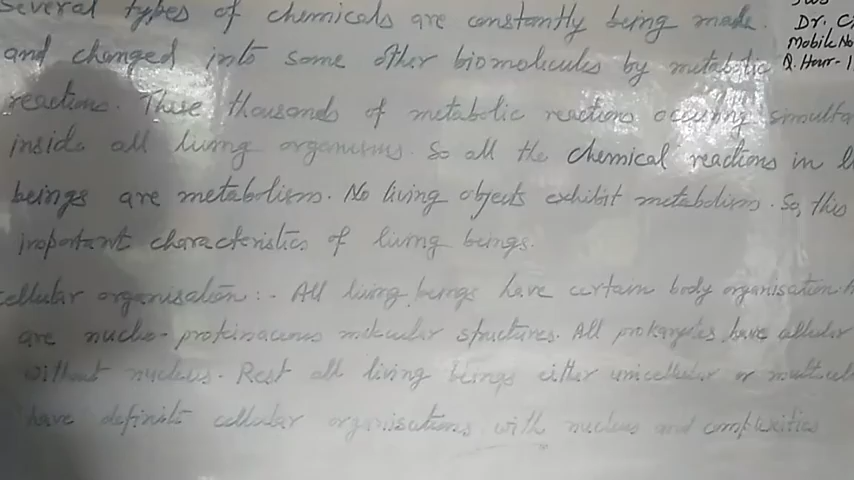 Several types of chemicals are constantly being made.
and changed into some other biomolecules by metabolic
reactions. These thousands of metabolic reactions occuring simulta
inside all living organisms. So all the chemical reactions in li
beings are metabolism. No living objects exhibit metabolism. So, this
important characteristics of living beings.
cellular organisation:- All living beings have certain body organisation.
are nucleo-proteinaceous molecular structures. All prokaryotes have cellular
without nucleus. Rest all living beings either unicellular or multicel
have definite cellular organisations with nucleus and complexities
Dr. C
Mobile No
Q. Hour-1